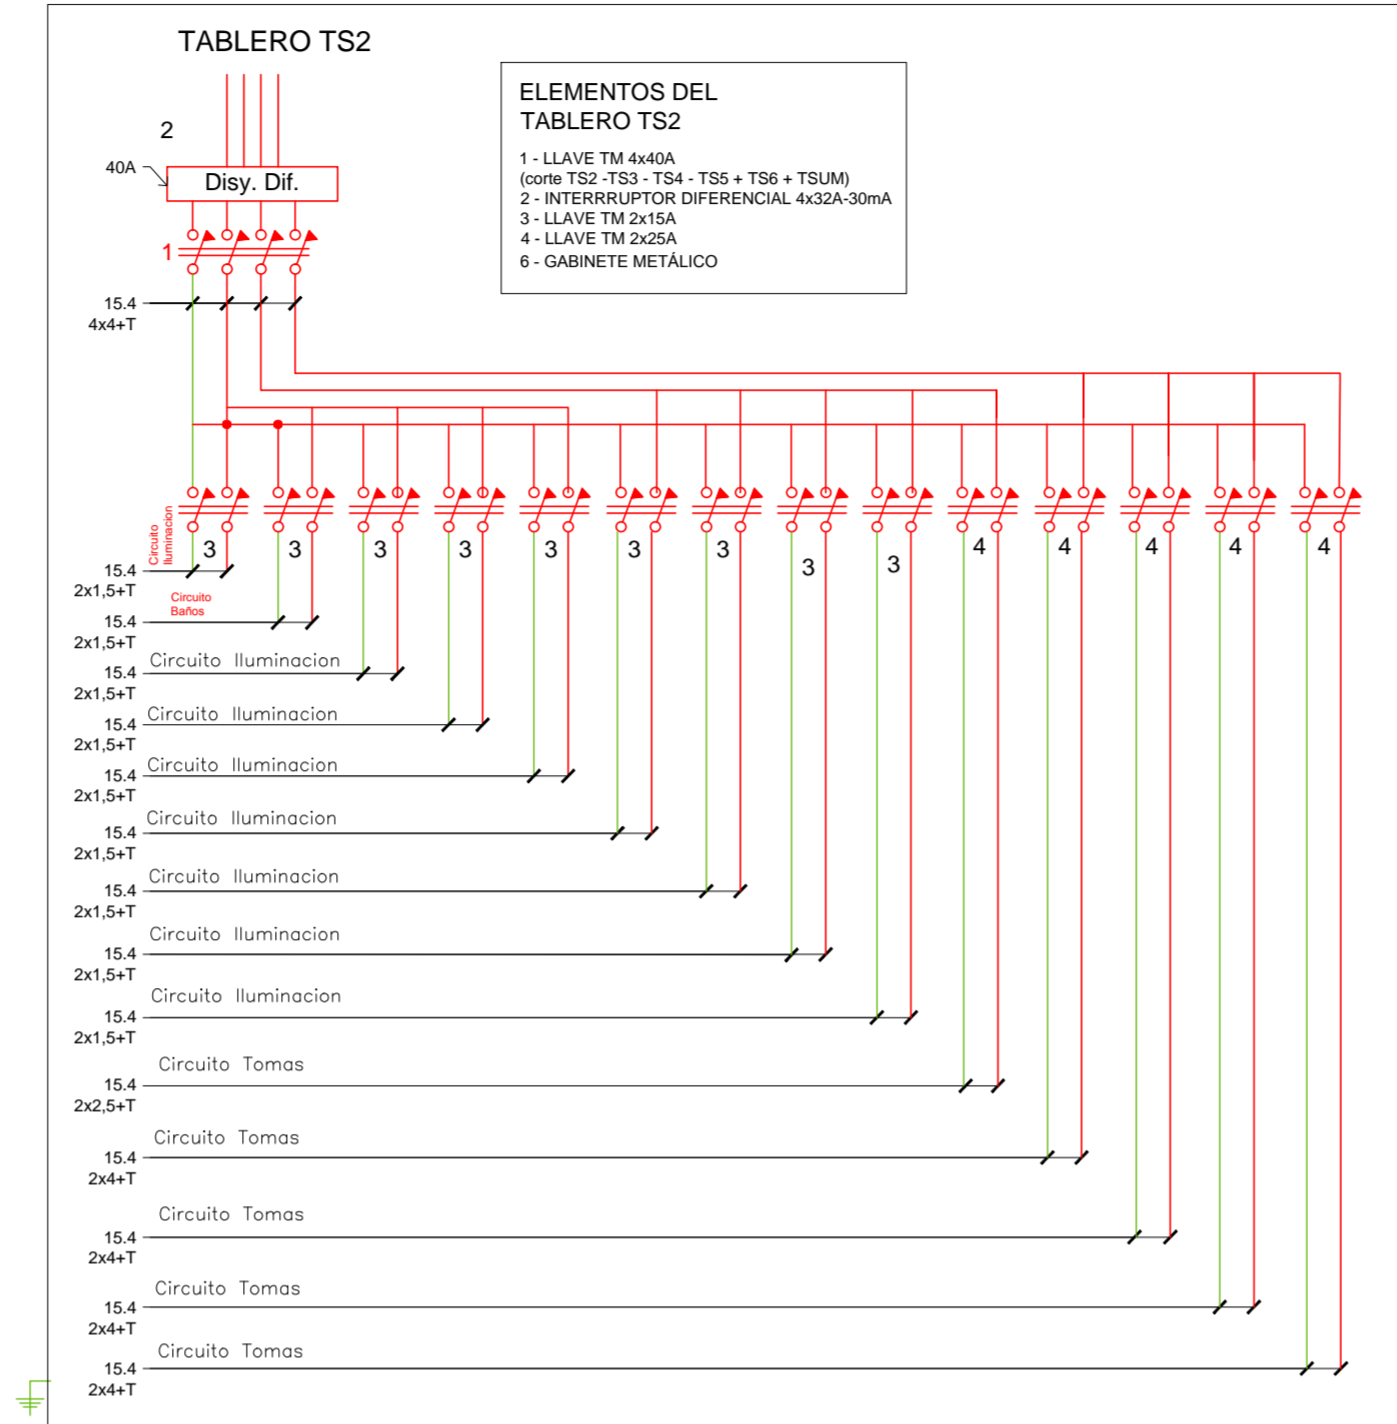 TABLERO TS2
ELEMENTOS DEL
TABLERO TS2
1 - LLAVE TM 4x40A
(corte TS2 -TS3 - TS4 - TS5 + TS6 + TSUM)
2 - INTERRRUPTOR DIFERENCIAL 4x32A-30mA
3 - LLAVE TM 2x15A
4 - LLAVE TM 2x25A
6 - GABINETE METÁLICO
2
40A
Disy. Dif.
1
15.4
4x4+T
3
3
3
3
3
3
3
3
3
4
4
4
4
4
Circuito
Iluminacion
15.4
2x1,5+T
Circuito
Baños
15.4
2x1,5+T
Circuito Iluminacion
15.4
2x1,5+T
Circuito Iluminacion
15.4
2x1,5+T
Circuito Iluminacion
15.4
2x1,5+T
Circuito Iluminacion
15.4
2x1,5+T
Circuito Iluminacion
15.4
2x1,5+T
Circuito Iluminacion
15.4
2x1,5+T
Circuito Iluminacion
15.4
2x1,5+T
Circuito Tomas
15.4
2x2,5+T
Circuito Tomas
15.4
2x4+T
Circuito Tomas
15.4
2x4+T
Circuito Tomas
15.4
2x4+T
Circuito Tomas
15.4
2x4+T